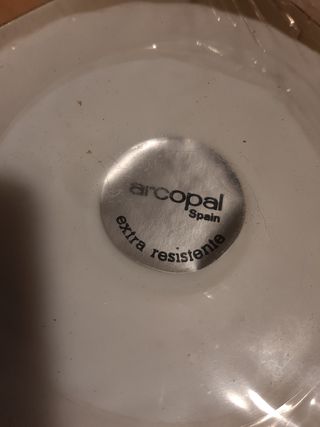 arcopal
Spain
extra resistente